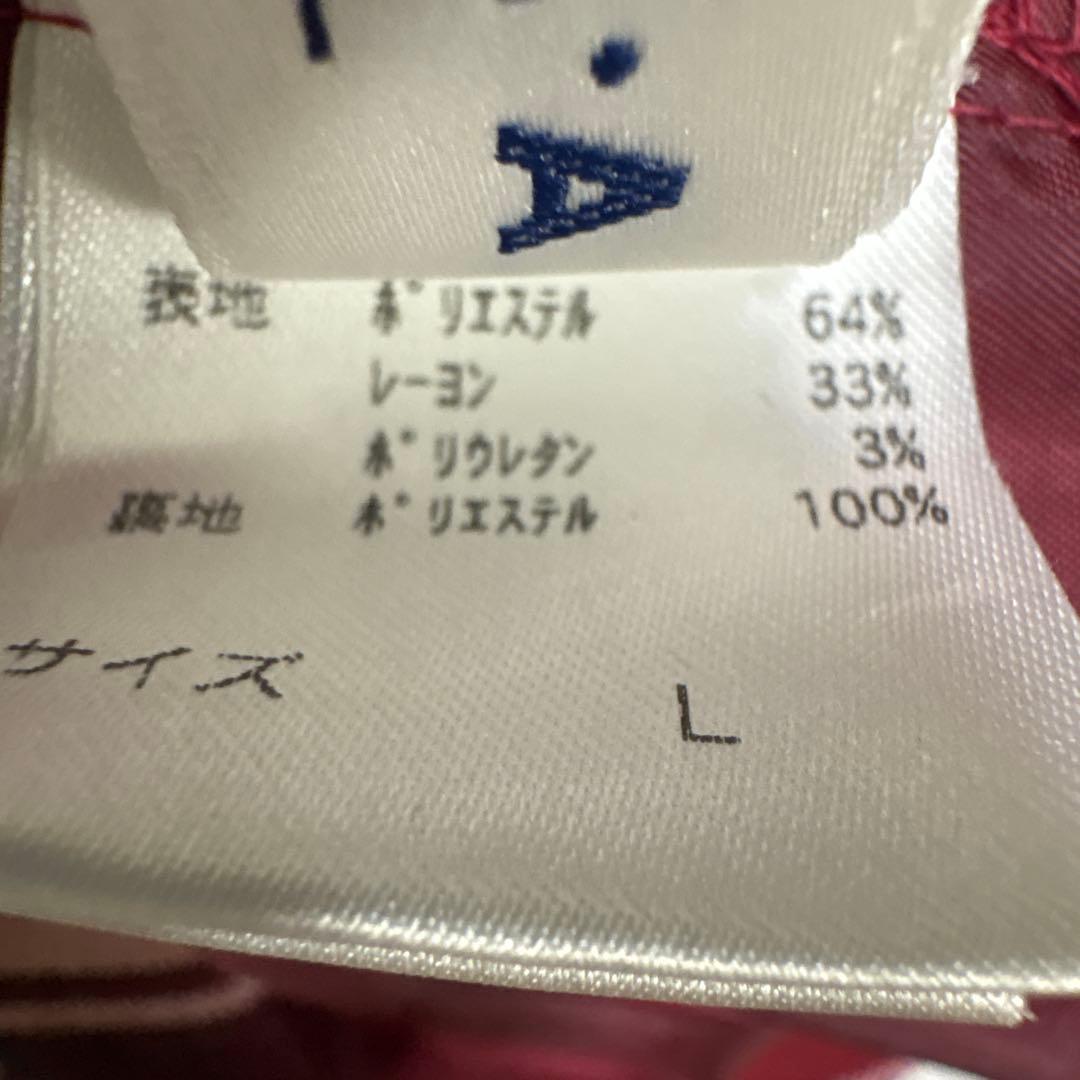 A
表地 ポリエステル 64%
レーヨン 33%
ポリウレタン 3%
裏地 ポリエステル 100%
サイズ L